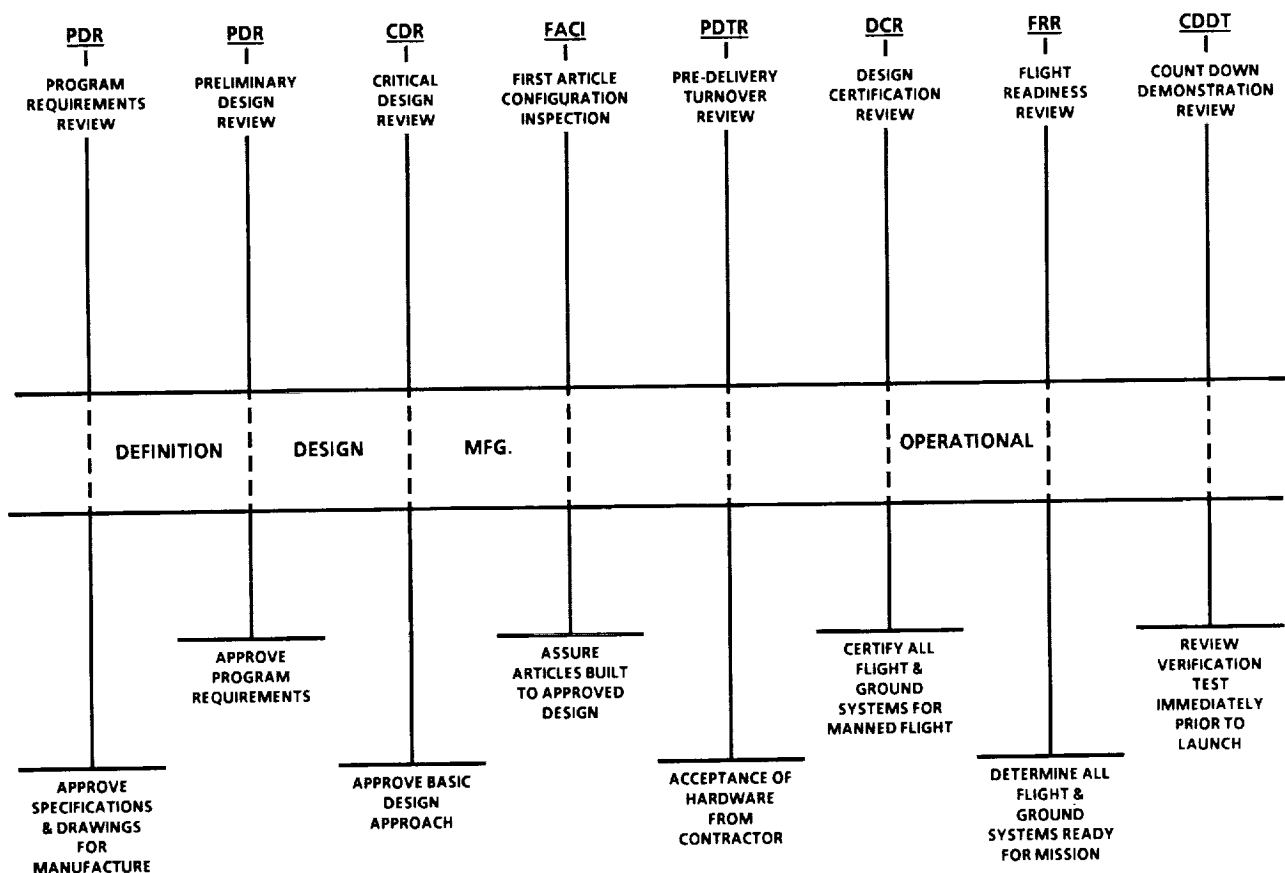 PDR
PROGRAM
REQUIREMENTS
REVIEW
PDR
PRELIMINARY
DESIGN
REVIEW
CDR
CRITICAL
DESIGN
REVIEW
FACI
FIRST ARTICLE
CONFIGURATION
INSPECTION
PDTR
PRE-DELIVERY
TURNOVER
REVIEW
DCR
DESIGN
CERTIFICATION
REVIEW
FRR
FLIGHT
READINESS
REVIEW
CDDT
COUNT DOWN
DEMONSTRATION
REVIEW
DEFINITION
DESIGN
MFG.
OPERATIONAL
APPROVE
SPECIFICATIONS
& DRAWINGS
FOR
MANUFACTURE
APPROVE
PROGRAM
REQUIREMENTS
APPROVE BASIC
DESIGN
APPROACH
ASSURE
ARTICLES BUILT
TO APPROVED
DESIGN
ACCEPTANCE OF
HARDWARE
FROM
CONTRACTOR
CERTIFY ALL
FLIGHT &
GROUND
SYSTEMS FOR
MANNED FLIGHT
DETERMINE ALL
FLIGHT &
GROUND
SYSTEMS READY
FOR MISSION
REVIEW
VERIFICATION
TEST
IMMEDIATELY
PRIOR TO
LAUNCH